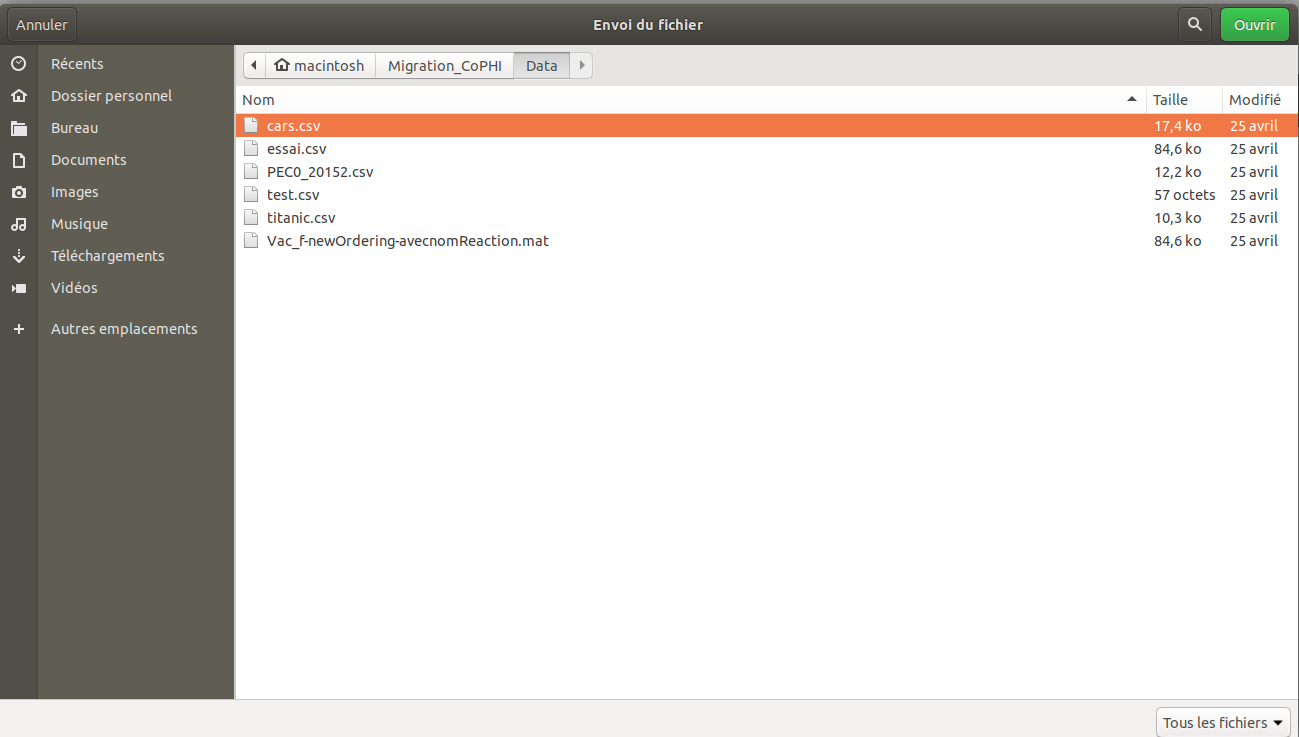 Annuler Envoi du fichier Ouvrir
Récents
Dossier personnel
Bureau
Documents
Images
Musique
Téléchargements
Vidéos
Autres emplacements
macintosh Migration_CoPHI Data
Nom Taille Modifié
cars.csv 17,4 ko 25 avril
essai.csv 84,6 ko 25 avril
PEC0_20152.csv 12,2 ko 25 avril
test.csv 57 octets 25 avril
titanic.csv 10,3 ko 25 avril
Vac_f-newOrdering-avecnomReaction.mat 84,6 ko 25 avril
Tous les fichiers